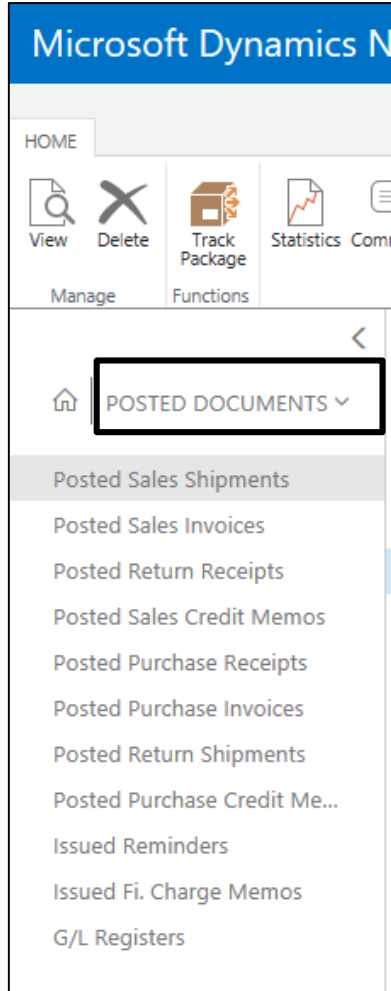 Microsoft Dynamics N
HOME
View
Delete
Track
Package
Statistics
Comm
Manage
Functions
POSTED DOCUMENTS
Posted Sales Shipments
Posted Sales Invoices
Posted Return Receipts
Posted Sales Credit Memos
Posted Purchase Receipts
Posted Purchase Invoices
Posted Return Shipments
Posted Purchase Credit Me...
Issued Reminders
Issued Fi. Charge Memos
G/L Registers